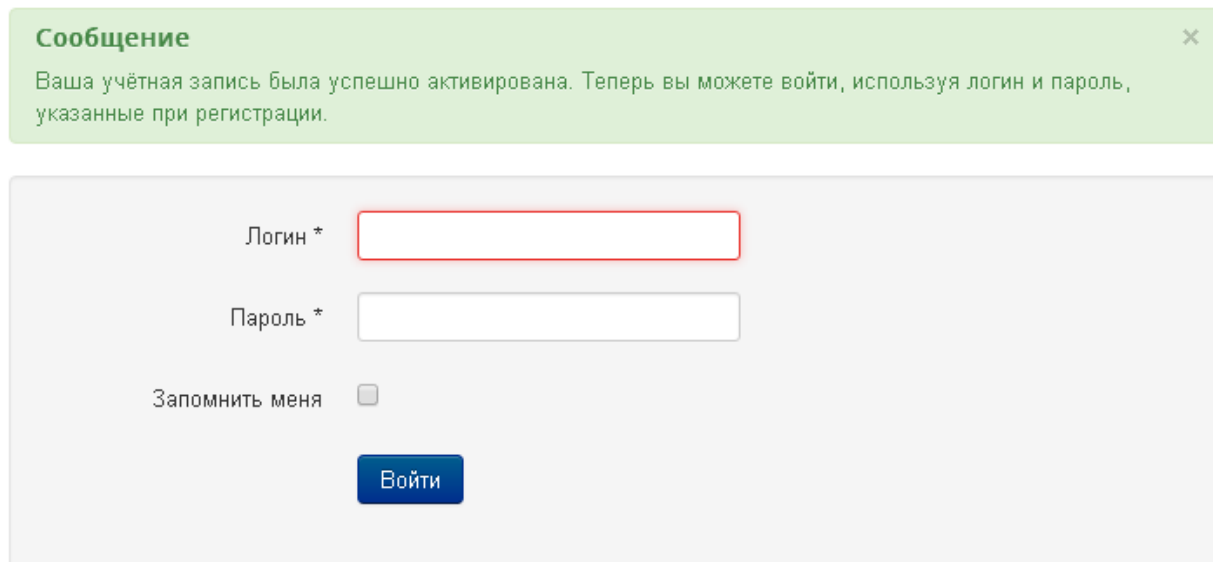 Сообщение
×
Ваша учётная запись была успешно активирована. Теперь вы можете войти, используя логин и пароль,
указанные при регистрации.
Логин *
Пароль *
Запомнить меня
Войти